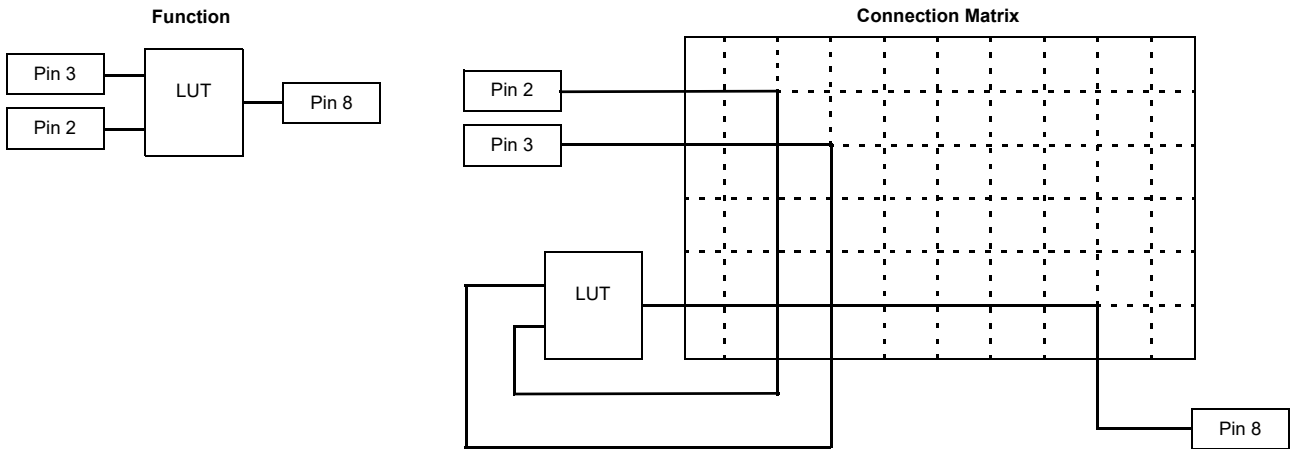 Function
Pin 3
Pin 2
LUT
Pin 8
Connection Matrix
Pin 2
Pin 3
LUT
Pin 8